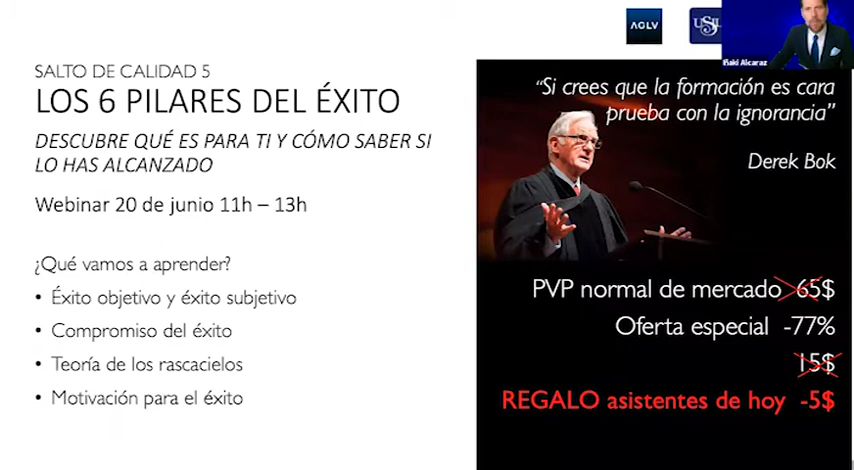 SALTO DE CALIDAD 5
LOS 6 PILARES DEL ÉXITO
DESCUBRE QUÉ ES PARA TI Y CÓMO SABER SI
LO HAS ALCANZADO
Webinar 20 de junio 11h – 13h
¿Qué vamos a aprender?
• Éxito objetivo y éxito subjetivo
• Compromiso del éxito
• Teoría de los rascacielos
• Motivación para el éxito
AGLV
USJL
Iñaki Alcaraz
“Si crees que la formación es cara
prueba con la ignorancia”
Derek Bok
PVP normal de mercado 65$
Oferta especial -77%
15$
REGALO asistentes de hoy -5$